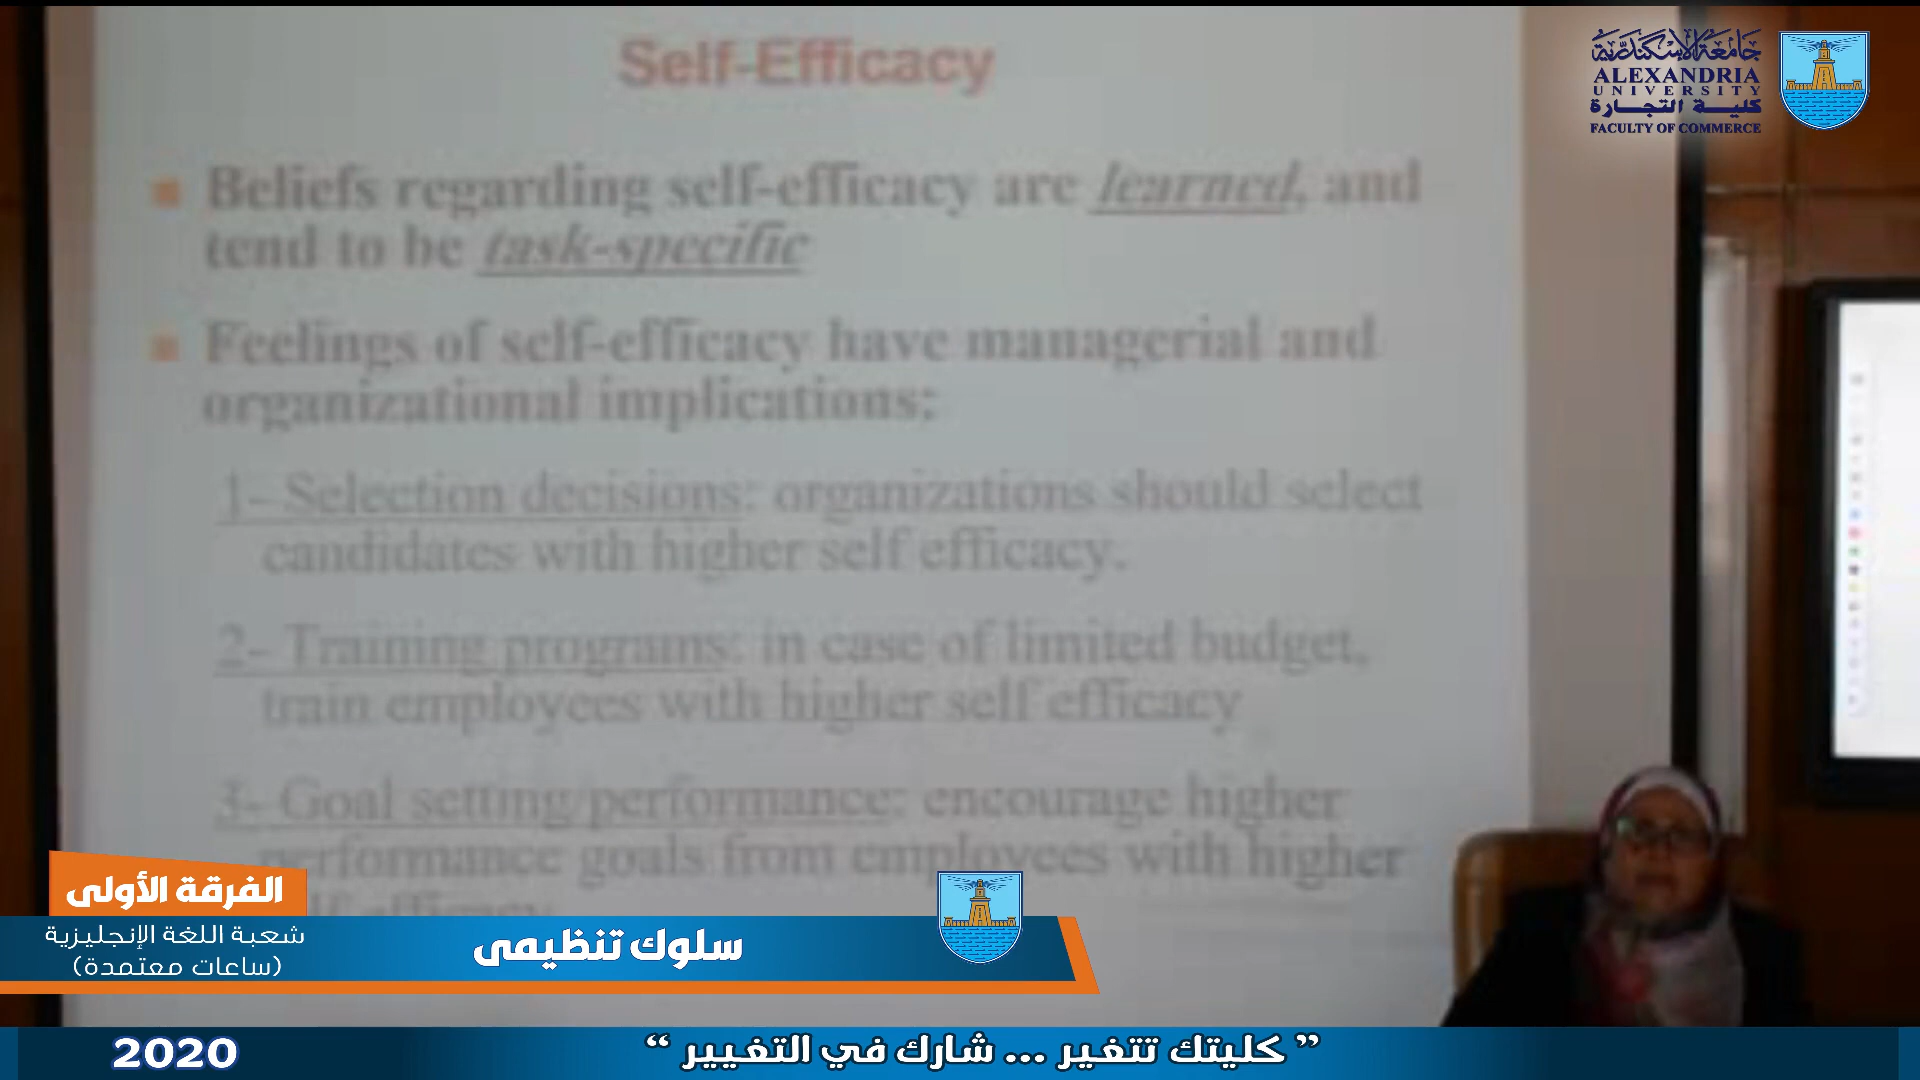 Self-Efficacy
جامعة الإسكندرية
ALEXANDRIA
UNIVERSITY
كلية التجارة
FACULTY OF COMMERCE
Beliefs regarding self-efficacy are learned, and
tend to be task-specific
Feelings of self-efficacy have managerial and
organizational implications:
1- Selection decisions: organizations should select
candidates with higher self efficacy.
2- Training programs: in case of limited budget,
train employees with higher self efficacy
3- Goal setting/performance: encourage higher
performance goals from employees with higher
self efficacy
الفرقة الأولى
شعبة اللغة الإنجليزية
(ساعات معتمدة)
سلوك تنظيمى
2020
” كليتك تتغير ... شارك في التغيير “